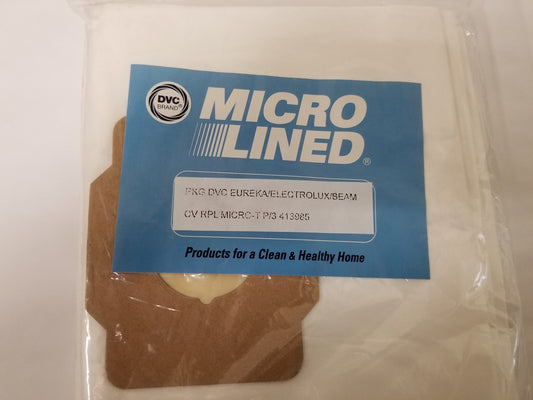 DVC
BRAND®
MICRO
LINED®
PKG DVC EUREKA/ELECTROLUX/BEAM
CV RPL MICRO-T P/3 413985
Products for a Clean & Healthy Home